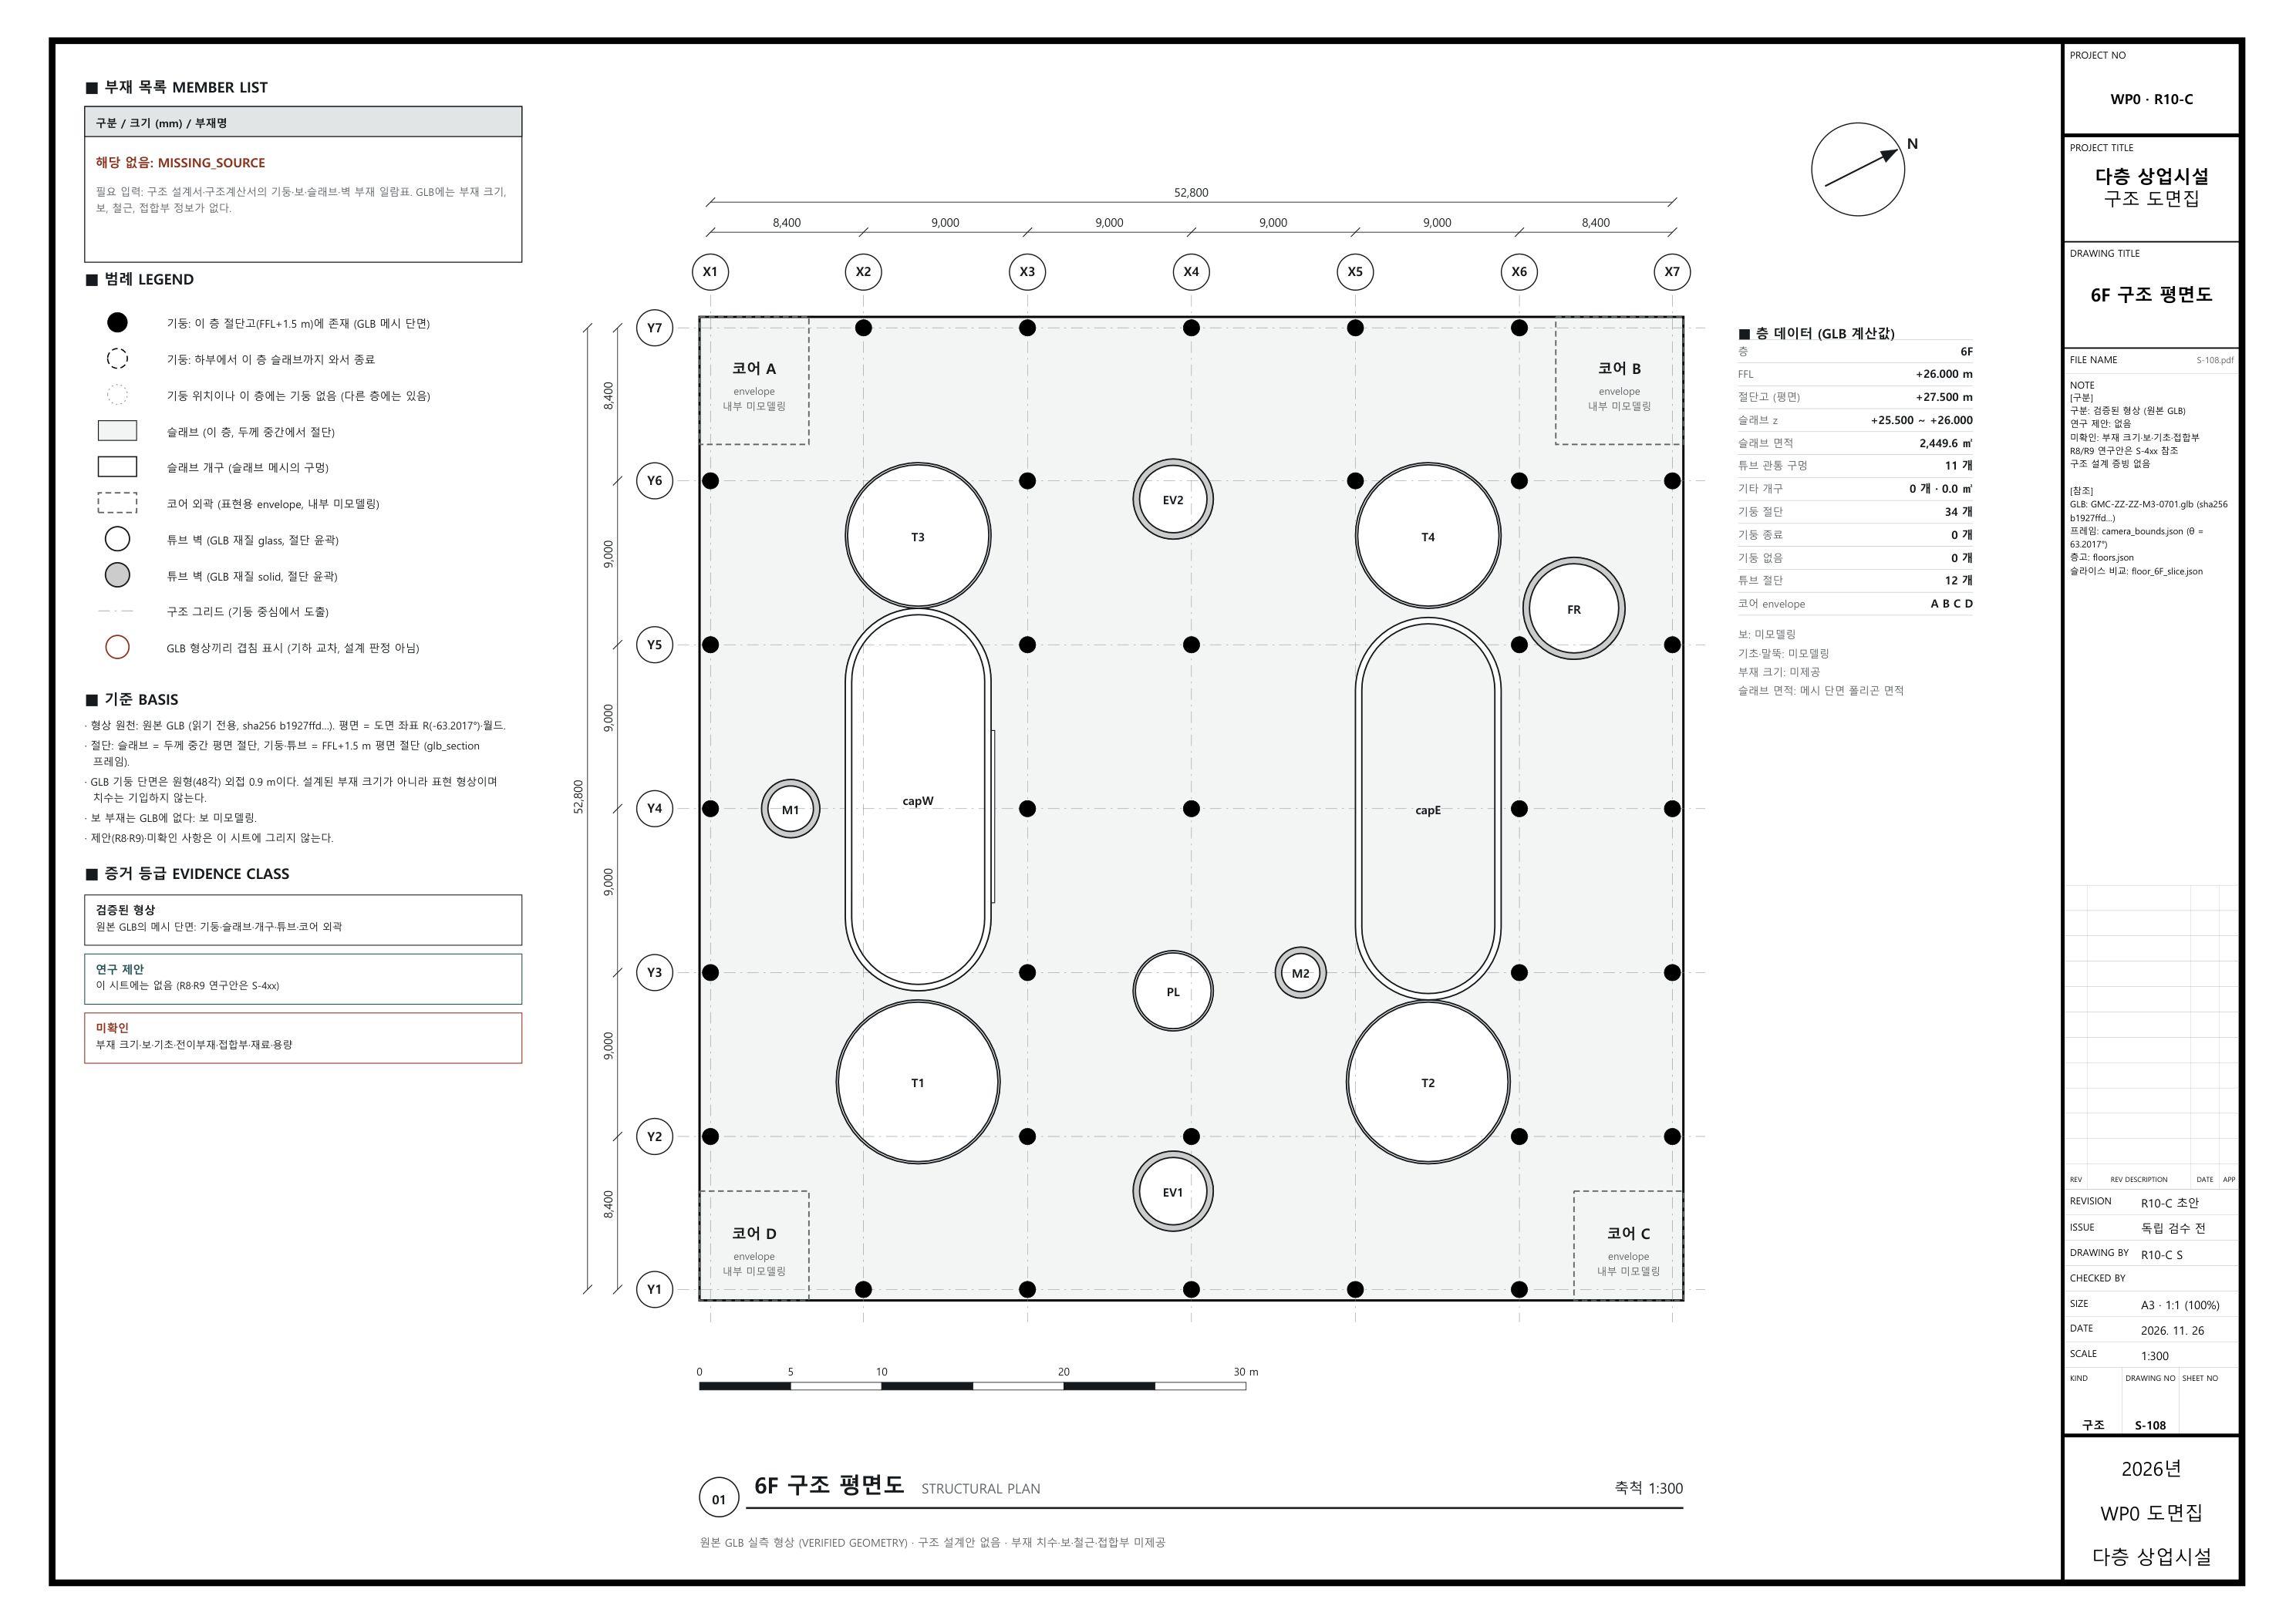 ■ 부재 목록 MEMBER LIST
구분 / 크기 (mm) / 부재명
해당 없음: MISSING_SOURCE
필요 입력: 구조 설계서·구조계산서의 기둥·보·슬래브·벽 부재 일람표. GLB에는 부재 크기,
보, 철근, 접합부 정보가 없다.
■ 범례 LEGEND
기둥: 이 층 절단고(FFL+1.5 m)에 존재 (GLB 메시 단면)
기둥: 하부에서 이 층 슬래브까지 와서 종료
기둥 위치이나 이 층에는 기둥 없음 (다른 층에는 있음)
슬래브 (이 층, 두께 중간에서 절단)
슬래브 개구 (슬래브 메시의 구멍)
코어 외곽 (표현용 envelope, 내부 미모델링)
튜브 벽 (GLB 재질 glass, 절단 윤곽)
튜브 벽 (GLB 재질 solid, 절단 윤곽)
구조 그리드 (기둥 중심에서 도출)
GLB 형상끼리 겹침 표시 (기하 교차, 설계 판정 아님)
■ 기준 BASIS
· 형상 원천: 원본 GLB (읽기 전용, sha256 b1927ffd…). 평면 = 도면 좌표 R(-63.2017°)·월드.
· 절단: 슬래브 = 두께 중간 평면 절단, 기둥·튜브 = FFL+1.5 m 평면 절단 (glb_section
프레임).
· GLB 기둥 단면은 원형(48각) 외접 0.9 m이다. 설계된 부재 크기가 아니라 표현 형상이며
치수는 기입하지 않는다.
· 보 부재는 GLB에 없다: 보 미모델링.
· 제안(R8·R9)·미확인 사항은 이 시트에 그리지 않는다.
■ 증거 등급 EVIDENCE CLASS
검증된 형상
원본 GLB의 메시 단면: 기둥·슬래브·개구·튜브·코어 외곽
연구 제안
이 시트에는 없음 (R8·R9 연구안은 S-4xx)
미확인
부재 크기·보·기초·전이부재·접합부·재료·용량
52,800
8,400
9,000
9,000
9,000
9,000
8,400
X1
X2
X3
X4
X5
X6
X7
Y7
Y6
Y5
Y4
Y3
Y2
Y1
52,800
8,400
9,000
9,000
9,000
9,000
8,400
코어 A
envelope
내부 미모델링
코어 B
envelope
내부 미모델링
EV2
T3
T4
FR
M1
capW
capE
PL
M2
T1
T2
EV1
코어 D
envelope
내부 미모델링
코어 C
envelope
내부 미모델링
0
5
10
20
30 m
01
6F 구조 평면도 STRUCTURAL PLAN
축척 1:300
원본 GLB 실측 형상 (VERIFIED GEOMETRY) · 구조 설계안 없음 · 부재 치수·보·철근·접합부 미제공
N
■ 층 데이터 (GLB 계산값)
층 6F
FFL +26.000 m
절단고 (평면) +27.500 m
슬래브 z +25.500 ~ +26.000
슬래브 면적 2,449.6 ㎡
튜브 관통 구멍 11 개
기타 개구 0 개 · 0.0 ㎡
기둥 절단 34 개
기둥 종료 0 개
기둥 없음 0 개
튜브 절단 12 개
코어 envelope A B C D
보: 미모델링
기초·말뚝: 미모델링
부재 크기: 미제공
슬래브 면적: 메시 단면 폴리곤 면적
PROJECT NO
WP0 · R10-C
PROJECT TITLE
다층 상업시설
구조 도면집
DRAWING TITLE
6F 구조 평면도
FILE NAME S-108.pdf
NOTE
[구분]
구분: 검증된 형상 (원본 GLB)
연구 제안: 없음
미확인: 부재 크기·보·기초·접합부
R8/R9 연구안은 S-4xx 참조
구조 설계 증빙 없음
[참조]
GLB: GMC-ZZ-ZZ-M3-0701.glb (sha256
b1927ffd…)
프레임: camera_bounds.json (θ =
63.2017°)
층고: floors.json
슬라이스 비교: floor_6F_slice.json
REV REV DESCRIPTION DATE APP
REVISION R10-C 초안
ISSUE 독립 검수 전
DRAWING BY R10-C S
CHECKED BY
SIZE A3 · 1:1 (100%)
DATE 2026. 11. 26
SCALE 1:300
KIND DRAWING NO SHEET NO
구조 S-108
2026년
WP0 도면집
다층 상업시설